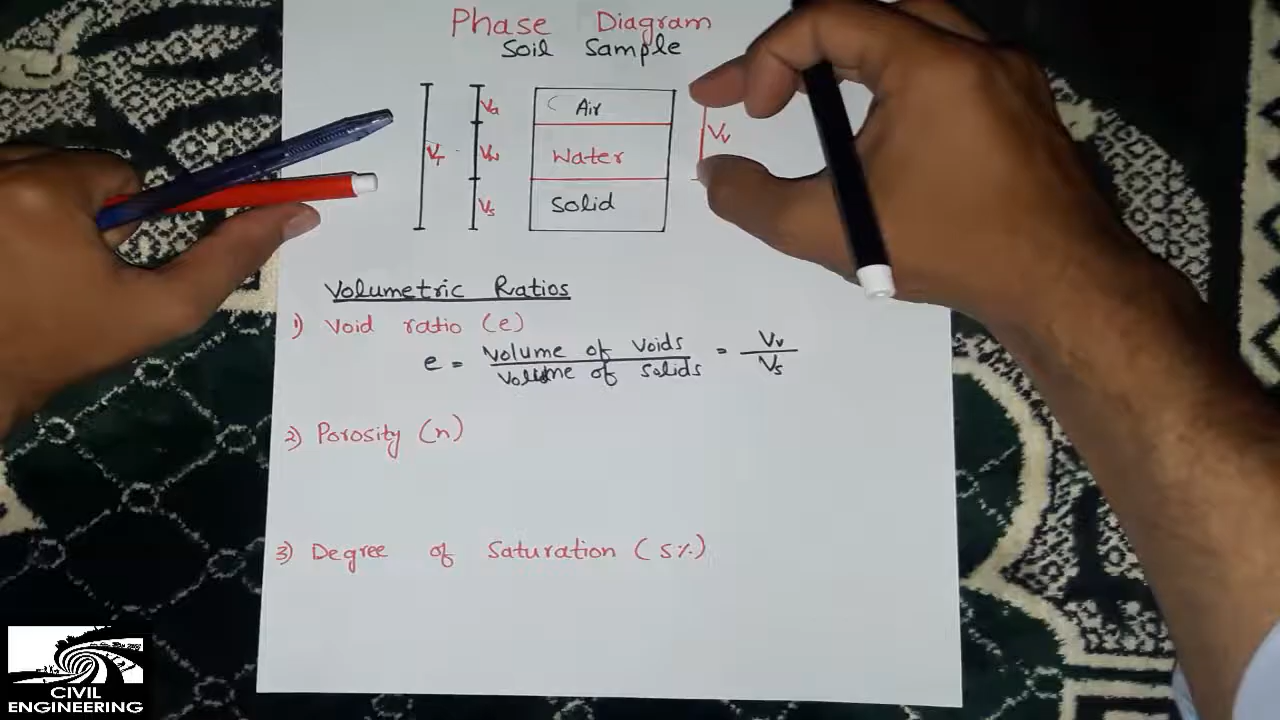 Phase Diagram
Soil Sample
Va
Air
VT
Vw
Water
Vv
Vs
Solid
Volumetric Ratios
1) Void ratio (e)
e = Volume of Voids / Volume of Solids = Vv / Vs
2) Porosity (n)
3) Degree of Saturation (S%)
CIVIL
ENGINEERING